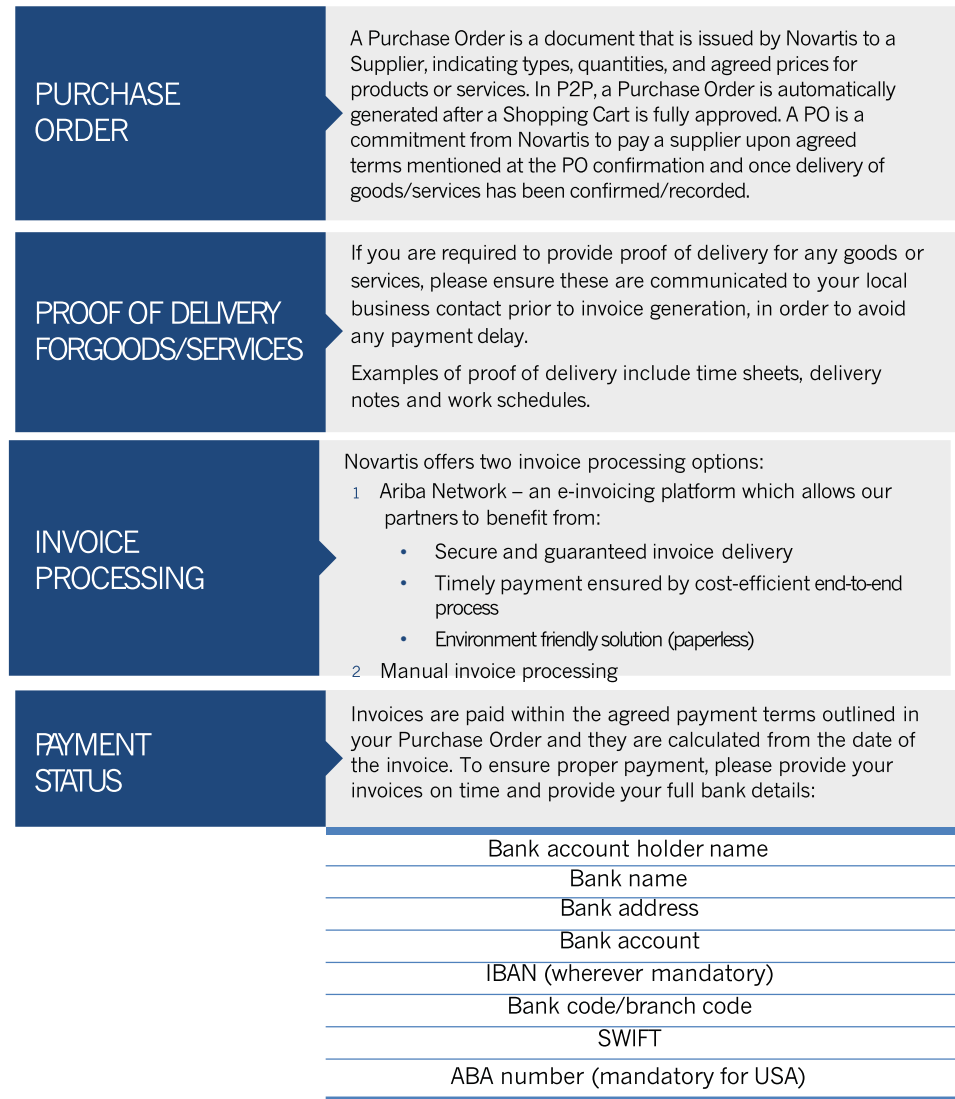 PURCHASE
ORDER
A Purchase Order is a document that is issued by Novartis to a
Supplier, indicating types, quantities, and agreed prices for
products or services. In P2P, a Purchase Order is automatically
generated after a Shopping Cart is fully approved. A PO is a
commitment from Novartis to pay a supplier upon agreed
terms mentioned at the PO confirmation and once delivery of
goods/services has been confirmed/recorded.
PROOF OF DELIVERY
FORGOODS/SERVICES
If you are required to provide proof of delivery for any goods or
services, please ensure these are communicated to your local
business contact prior to invoice generation, in order to avoid
any payment delay.
Examples of proof of delivery include time sheets, delivery
notes and work schedules.
INVOICE
PROCESSING
Novartis offers two invoice processing options:
1 Ariba Network – an e-invoicing platform which allows our
partners to benefit from:
• Secure and guaranteed invoice delivery
• Timely payment ensured by cost-efficient end-to-end
process
• Environment friendly solution (paperless)
2 Manual invoice processing
PAYMENT
STATUS
Invoices are paid within the agreed payment terms outlined in
your Purchase Order and they are calculated from the date of
the invoice. To ensure proper payment, please provide your
invoices on time and provide your full bank details:
Bank account holder name
Bank name
Bank address
Bank account
IBAN (wherever mandatory)
Bank code/branch code
SWIFT
ABA number (mandatory for USA)